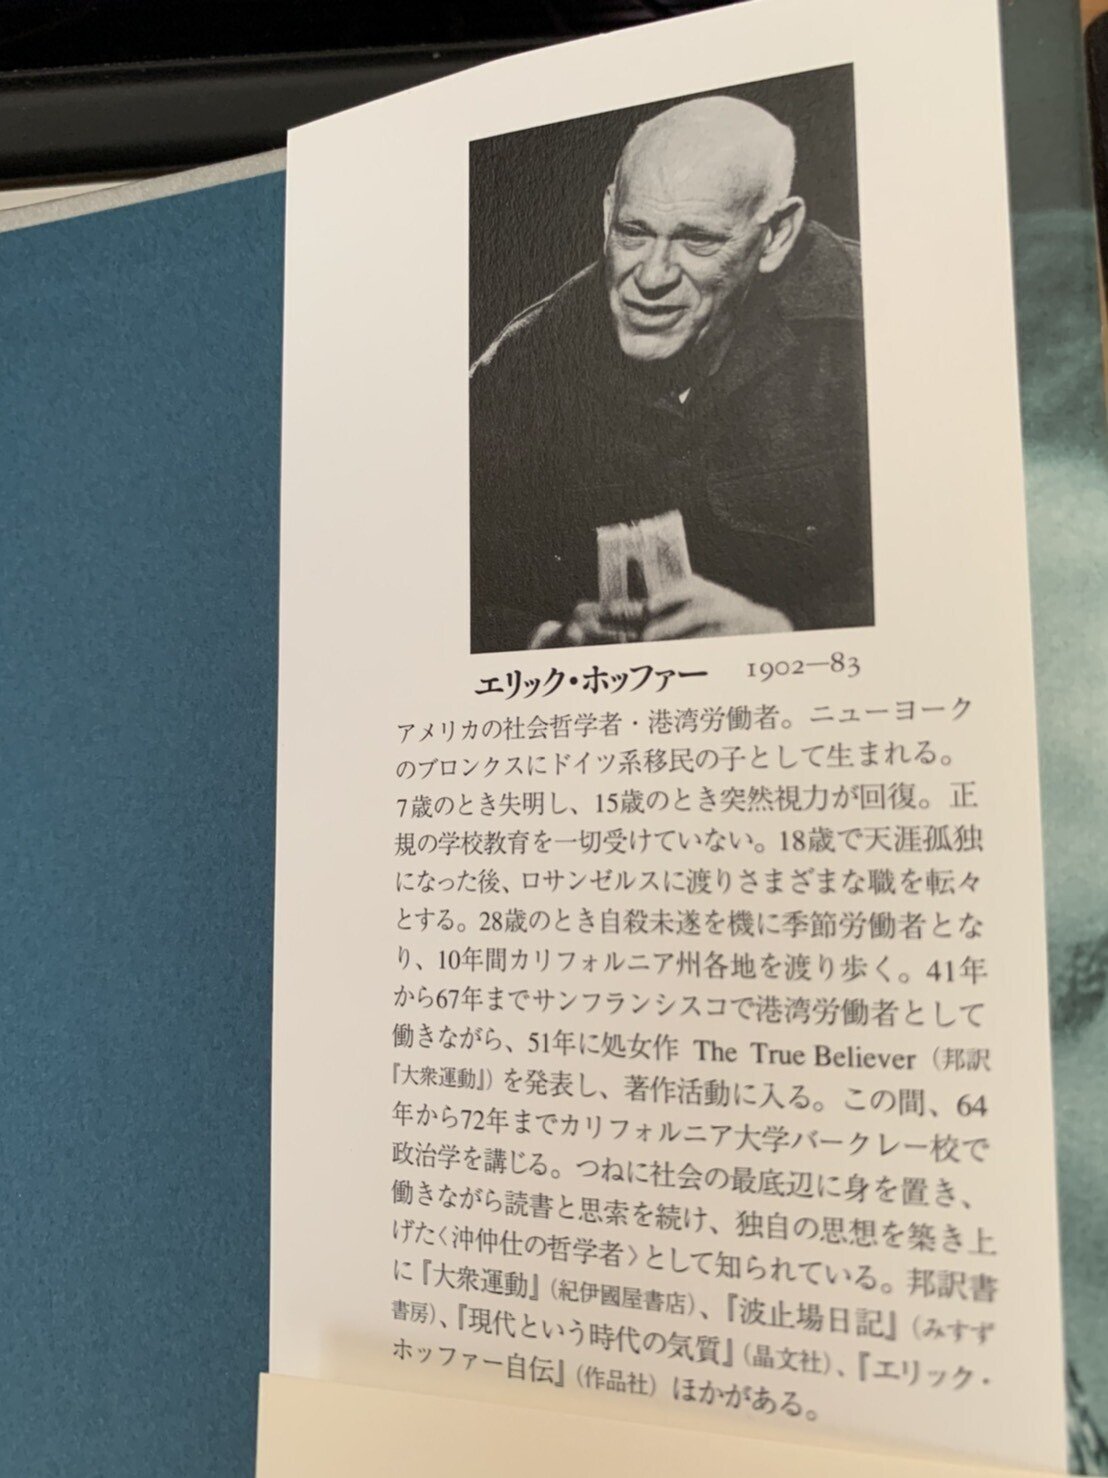 エリック・ホッファー 1902—83
アメリカの社会哲学者・港湾労働者。ニューヨーク
のブロンクスにドイツ系移民の子として生まれる。
7歳のとき失明し、15歳のとき突然視力が回復。正
規の学校教育を一切受けていない。18歳で天涯孤独
になった後、ロサンゼルスに渡りさまざまな職を転々
とする。28歳のとき自殺未遂を機に季節労働者とな
り、10年間カリフォルニア州各地を渡り歩く。41年
から67年までサンフランシスコで港湾労働者として
働きながら、51年に処女作 The True Believer（邦訳
『大衆運動』）を発表し、著作活動に入る。この間、64
年から72年までカリフォルニア大学バークレー校で
政治学を講じる。つねに社会の最底辺に身を置き、
働きながら読書と思索を続け、独自の思想を築き上
げた〈沖仲仕の哲学者〉として知られている。邦訳書
に『大衆運動』（紀伊國屋書店）、『波止場日記』（みすず
書房）、『現代という時代の気質』（晶文社）、『エリック・
ホッファー自伝』（作品社）ほかがある。